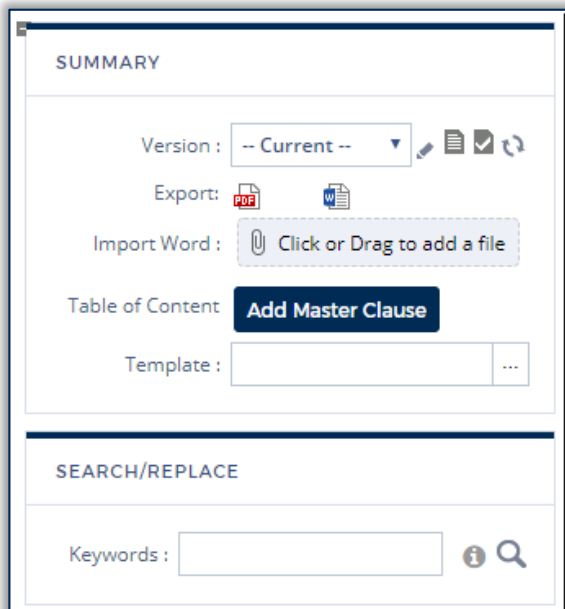 SUMMARY
Version : -- Current --
Export: PDF W
Import Word : Click or Drag to add a file
Table of Content Add Master Clause
Template : ...
SEARCH/REPLACE
Keywords :